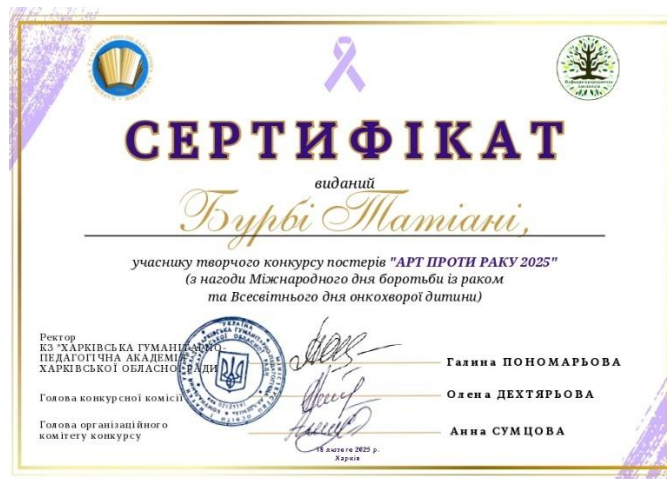 СЕРТИФІКАТ
виданий
Бурбі Татіані,
учаснику творчого конкурсу постерів "АРТ ПРОТИ РАКУ 2025"
(з нагоди Міжнародного дня боротьби із раком
та Всесвітнього дня онкохворої дитини)
Ректор
КЗ "ХАРКІВСЬКА ГУМАНІТАРНО-
ПЕДАГОГІЧНА АКАДЕМІЯ"
ХАРКІВСЬКОЇ ОБЛАСНОЇ РАДИ
Галина ПОНОМАРЬОВА
Голова конкурсної комісії
Олена ДЕХТЯРЬОВА
Голова організаційного
комітету конкурсу
Анна СУМЦОВА
18 лютого 2025 р.
Харків